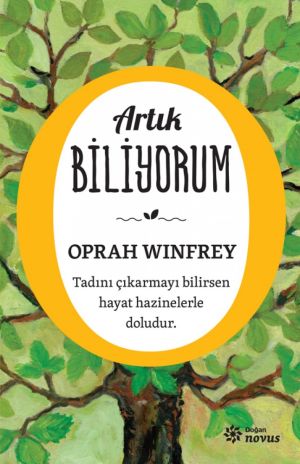 Artık
BİLİYORUM
OPRAH WINFREY
Tadını çıkarmayı bilirsen
hayat hazinelerle
doludur.
Doğan
novus